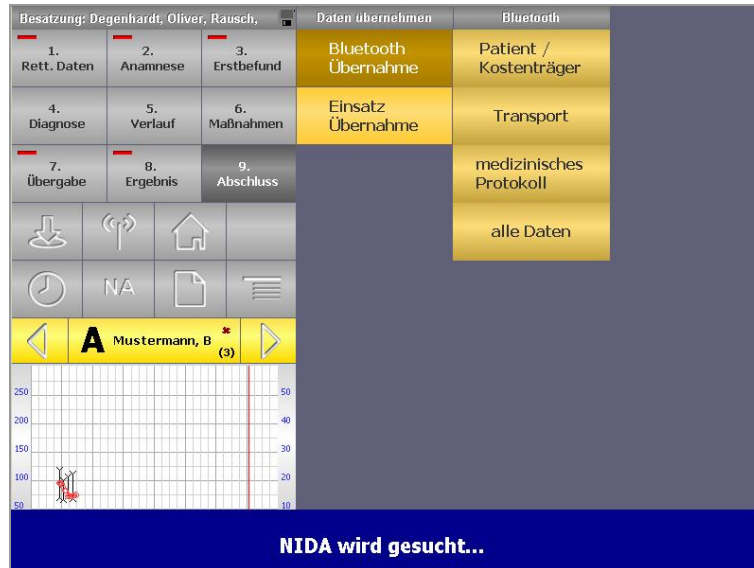 Besatzung: Degenhardt, Oliver, Rausch,
Daten übernehmen
Bluetooth
1.
Rett. Daten
2.
Anamnese
3.
Erstbefund
Bluetooth
Übernahme
Patient /
Kostenträger
4.
Diagnose
5.
Verlauf
6.
Maßnahmen
Einsatz
Übernahme
Transport
7.
Übergabe
8.
Ergebnis
9.
Abschluss
medizinisches
Protokoll
alle Daten
NA
A Mustermann, B
(3)
250
50
200
40
150
30
100
20
50
10
NIDA wird gesucht...